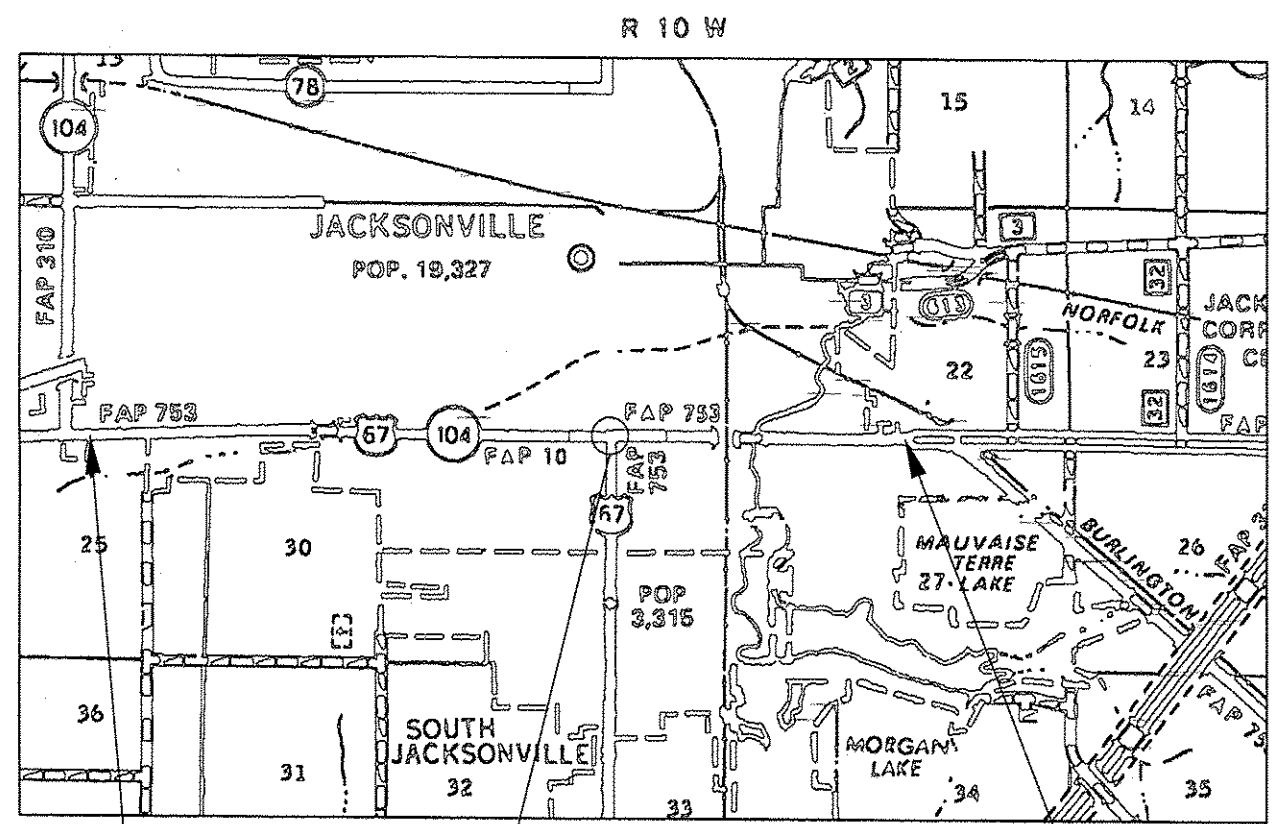 R 10 W
13
78
2
15
14
104
JACKSONVILLE
POP. 19,327
FAP 310
3
32
3
613
NORFOLK
JACK
CORR
22
1615
23
1614
32
FAP 753
67
104
FAP 10
FAP 753
FAP
FAP
753
67
25
30
MAUVAISE
TERRE
27
LAKE
BURLINGTON
26
POP
3,315
36
SOUTH
JACKSONVILLE
31
32
33
MORGAN
LAKE
34
35